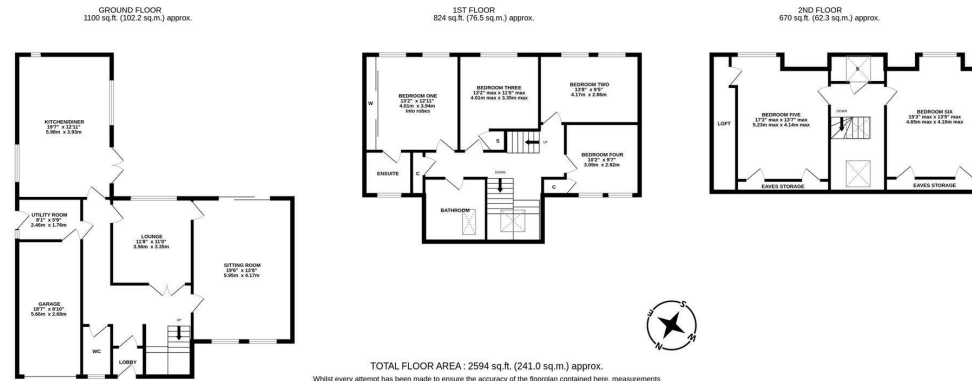 GROUND FLOOR
1100 sq.ft. (102.2 sq.m.) approx.
KITCHEN/DINER
19'7" x 12'11"
5.98m x 3.93m
UTILITY ROOM
8'1" x 5'9"
2.46m x 1.76m
LOUNGE
11'8" x 11'0"
3.56m x 3.35m
SITTING ROOM
19'6" x 13'8"
5.95m x 4.17m
GARAGE
18'7" x 8'10"
5.66m x 2.68m
UP
WC
LOBBY
1ST FLOOR
824 sq.ft. (76.5 sq.m.) approx.
W
BEDROOM ONE
13'2" x 12'11"
4.01m x 3.94m
Into robes
BEDROOM THREE
13'2" max x 11'0" max
4.01m max x 3.35m max
BEDROOM TWO
13'8" x 9'5"
4.17m x 2.86m
S
UP
BEDROOM FOUR
10'2" x 9'7"
3.09m x 2.92m
ENSUITE
C
DOWN
C
BATHROOM
2ND FLOOR
670 sq.ft. (62.3 sq.m.) approx.
S
LOFT
BEDROOM FIVE
17'2" max x 13'7" max
5.23m max x 4.14m max
DOWN
BEDROOM SIX
15'3" max x 13'5" max
4.65m max x 4.10m max
EAVES STORAGE
EAVES STORAGE
N
E
S
W
TOTAL FLOOR AREA : 2594 sq.ft. (241.0 sq.m.) approx.
Whilst every attempt has been made to ensure the accuracy of the floorplan contained here, measurements